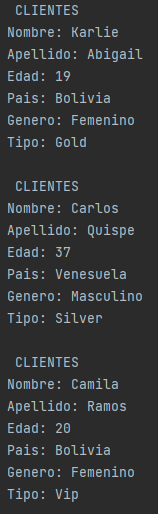 CLIENTES
Nombre: Karlie
Apellido: Abigail
Edad: 19
Pais: Bolivia
Genero: Femenino
Tipo: Gold
CLIENTES
Nombre: Carlos
Apellido: Quispe
Edad: 37
Pais: Venesuela
Genero: Masculino
Tipo: Silver
CLIENTES
Nombre: Camila
Apellido: Ramos
Edad: 20
Pais: Bolivia
Genero: Femenino
Tipo: Vip